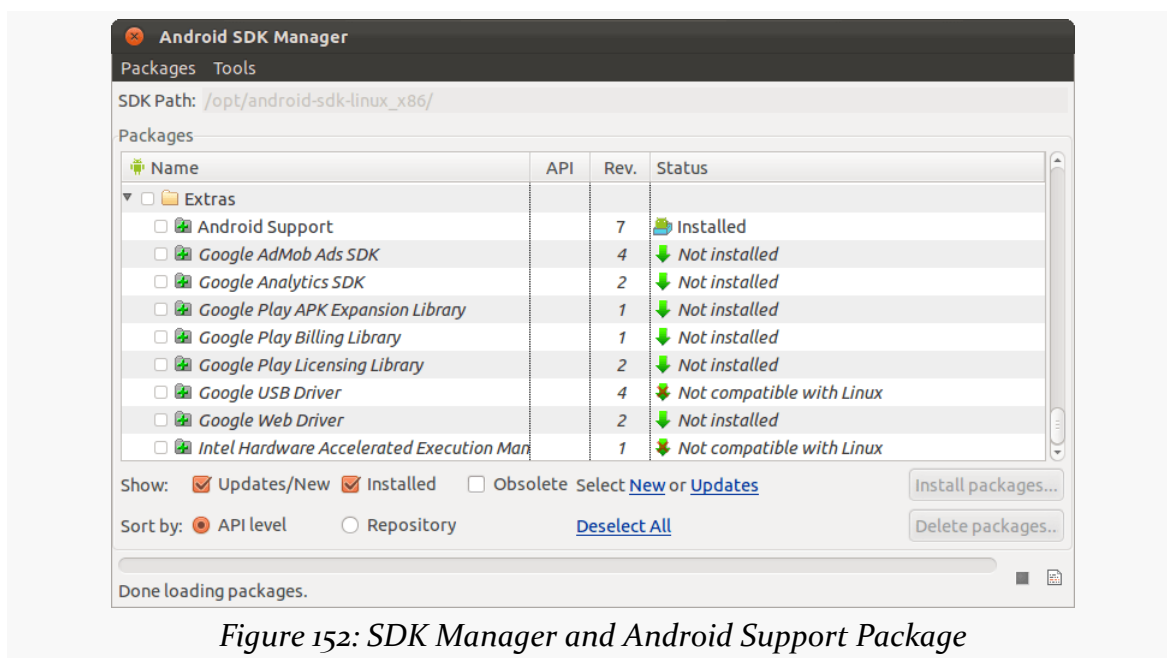 Android SDK Manager
Packages Tools
SDK Path: /opt/android-sdk-linux_x86/
Packages
Name API Rev. Status
Extras
Android Support 7 Installed
Google AdMob Ads SDK 4 Not installed
Google Analytics SDK 2 Not installed
Google Play APK Expansion Library 1 Not installed
Google Play Billing Library 1 Not installed
Google Play Licensing Library 2 Not installed
Google USB Driver 4 Not compatible with Linux
Google Web Driver 2 Not installed
Intel Hardware Accelerated Execution Man 1 Not compatible with Linux
Show: Updates/New Installed Obsolete Select New or Updates Install packages...
Sort by: API level Repository Deselect All Delete packages...
Done loading packages.
Figure 152: SDK Manager and Android Support Package